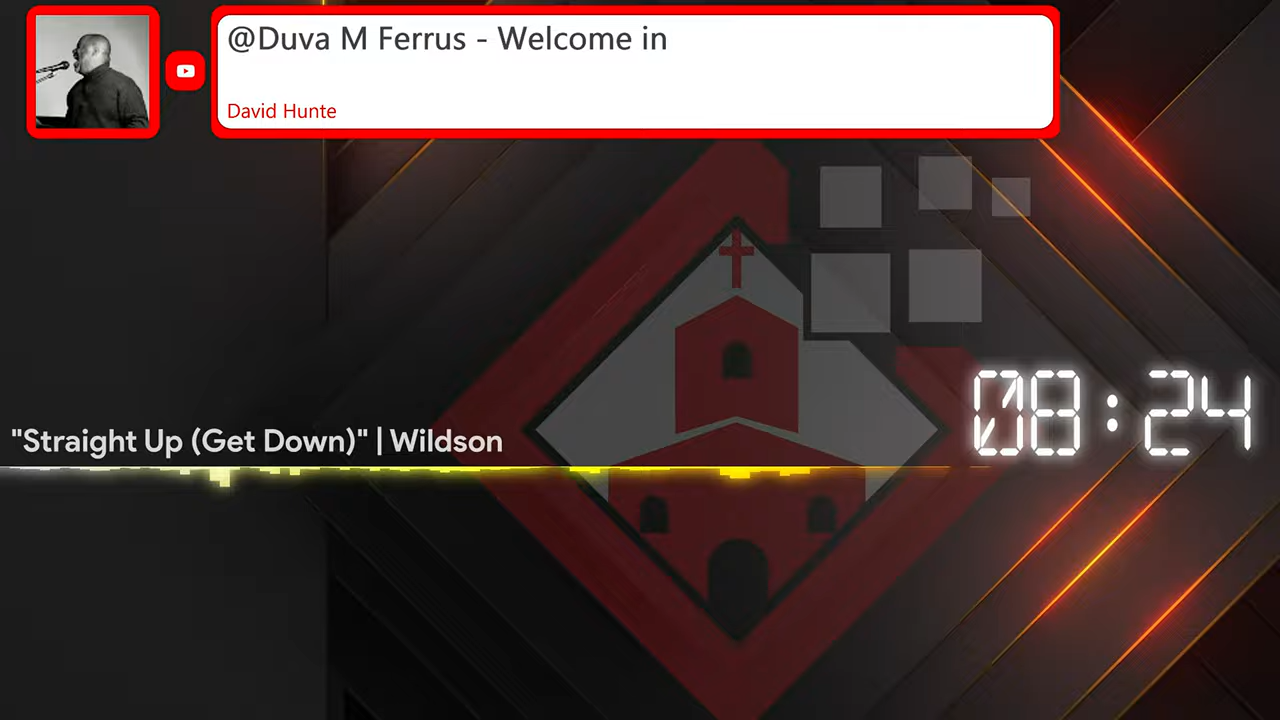 @Duva M Ferrus - Welcome in
David Hunte
08:24
"Straight Up (Get Down)" | Wildson